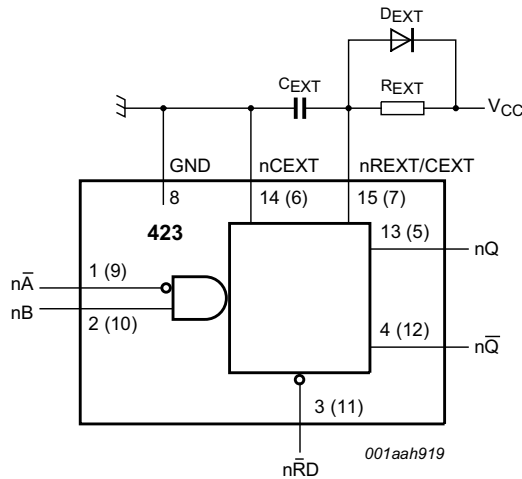 DEXT
CEXT
REXT
VCC
GND
nCEXT
nREXT/CEXT
8
14 (6)
15 (7)
423
13 (5)
nQ
nA̅
1 (9)
nB
2 (10)
4 (12)
nQ̅
3 (11)
nR̅D
001aah919